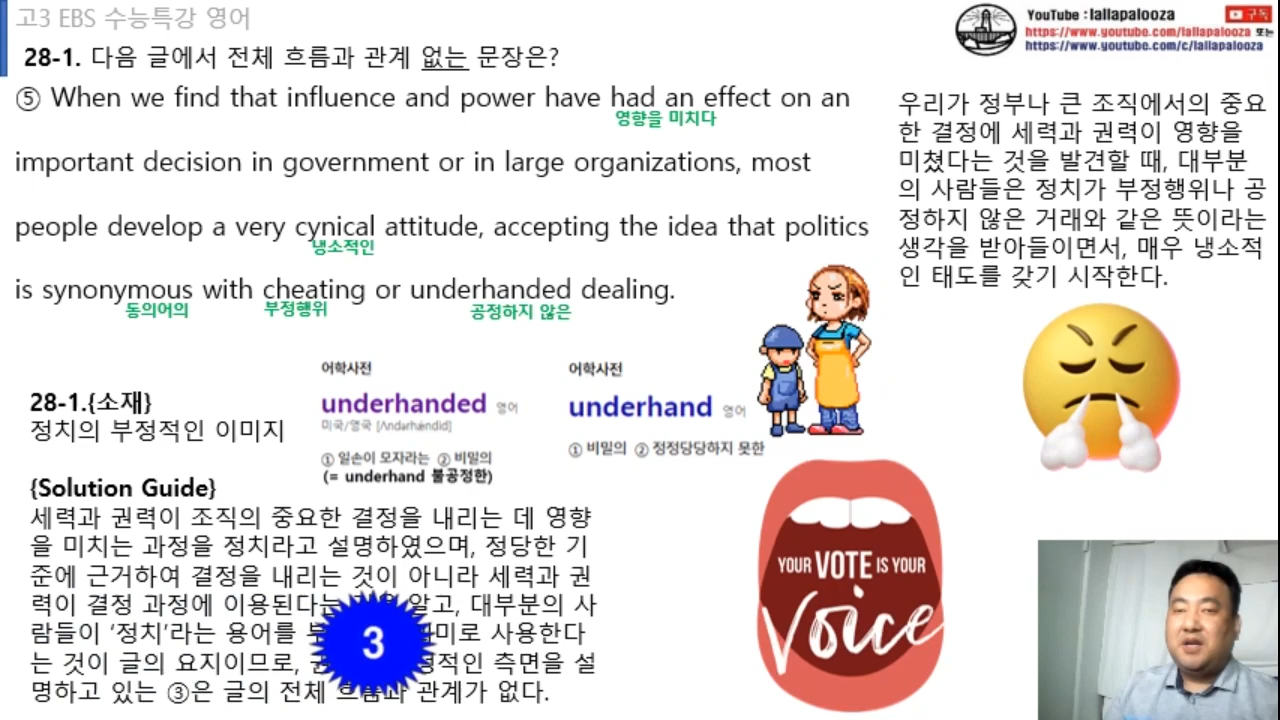 고3 EBS 수능특강 영어
YouTube : lallapalooza
구독
https://www.youtube.com/lallapalooza 또는
https://www.youtube.com/c/lallapalooza
28-1. 다음 글에서 전체 흐름과 관계 없는 문장은?
⑤ When we find that influence and power have had an effect on an
영향을 미치다
important decision in government or in large organizations, most
people develop a very cynical attitude, accepting the idea that politics
냉소적인
is synonymous with cheating or underhanded dealing.
동의어의 부정행위 공정하지 않은
우리가 정부나 큰 조직에서의 중요
한 결정에 세력과 권력이 영향을
미쳤다는 것을 발견할 때, 대부분
의 사람들은 정치가 부정행위나 공
정하지 않은 거래와 같은 뜻이라는
생각을 받아들이면서, 매우 냉소적
인 태도를 갖기 시작한다.
28-1.{소재}
정치의 부정적인 이미지
어학사전
underhanded 영어
미국/영국 [ʌndərhǽndid]
① 일손이 모자라는 ② 비밀의
(= underhand 불공정한)
어학사전
underhand 영어
① 비밀의 ② 정정당당하지 못한
{Solution Guide}
세력과 권력이 조직의 중요한 결정을 내리는 데 영향
을 미치는 과정을 정치라고 설명하였으며, 정당한 기
준에 근거하여 결정을 내리는 것이 아니라 세력과 권
력이 결정 과정에 이용된다는 알고, 대부분의 사
람들이 ‘정치’라는 용어를 미로 사용한다
는 것이 글의 요지이므로, 정적인 측면을 설
명하고 있는 ③은 글의 전체 흐름과 관계가 없다.
3
YOUR VOTE IS YOUR
Voice